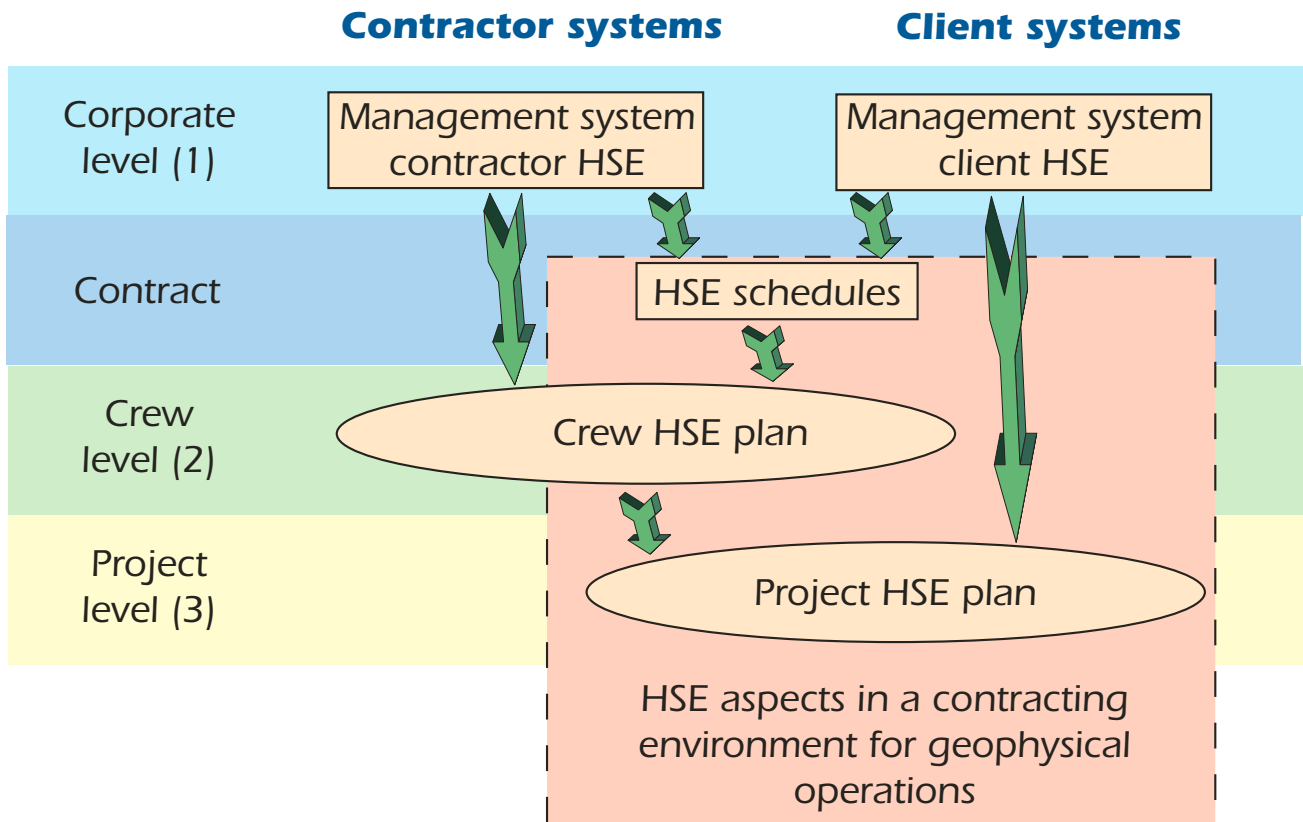 Contractor systems
Client systems
Corporate
level (1)
Management system
contractor HSE
Management system
client HSE
Contract
HSE schedules
Crew
level (2)
Crew HSE plan
Project
level (3)
Project HSE plan
HSE aspects in a contracting
environment for geophysical
operations